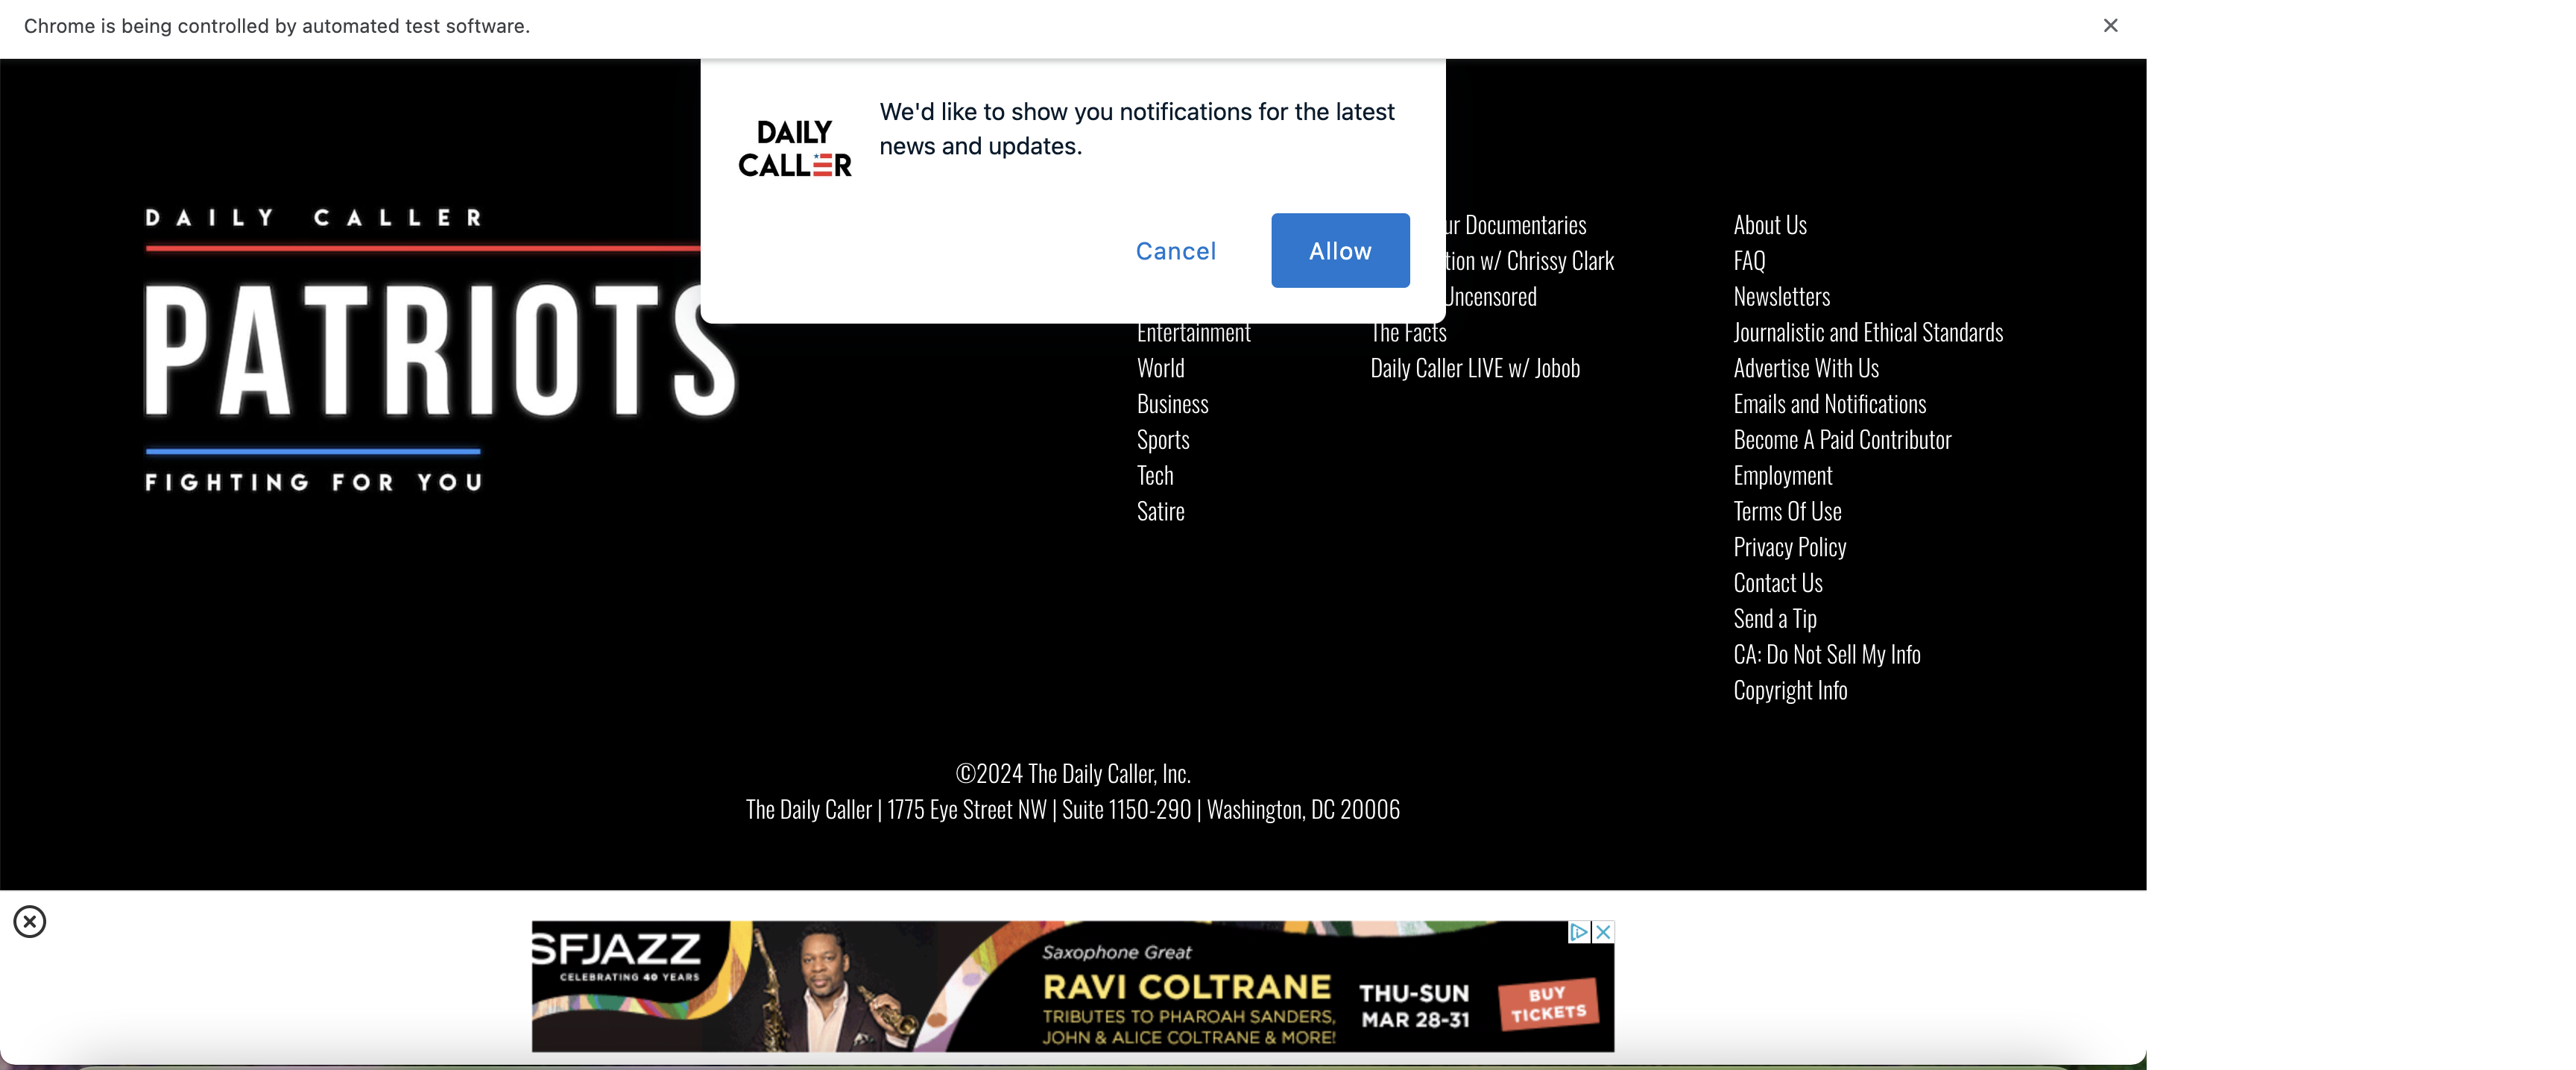 Chrome is being controlled by automated test software.
We'd like to show you notifications for the latest
news and updates.
DAILY
CALLER
Cancel
Allow
DAILY CALLER
PATRIOTS
FIGHTING FOR YOU
Entertainment
World
Business
Sports
Tech
Satire
Documentaries
w/ Chrissy Clark
Uncensored
The Facts
Daily Caller LIVE w/ Jobob
About Us
FAQ
Newsletters
Journalistic and Ethical Standards
Advertise With Us
Emails and Notifications
Become A Paid Contributor
Employment
Terms Of Use
Privacy Policy
Contact Us
Send a Tip
CA: Do Not Sell My Info
Copyright Info
©2024 The Daily Caller, Inc.
The Daily Caller | 1775 Eye Street NW | Suite 1150-290 | Washington, DC 20006
SFJAZZ
CELEBRATING 40 YEARS
Saxophone Great
RAVI COLTRANE
TRIBUTES TO PHAROAH SANDERS,
JOHN & ALICE COLTRANE & MORE!
THU-SUN
MAR 28-31
BUY
TICKETS